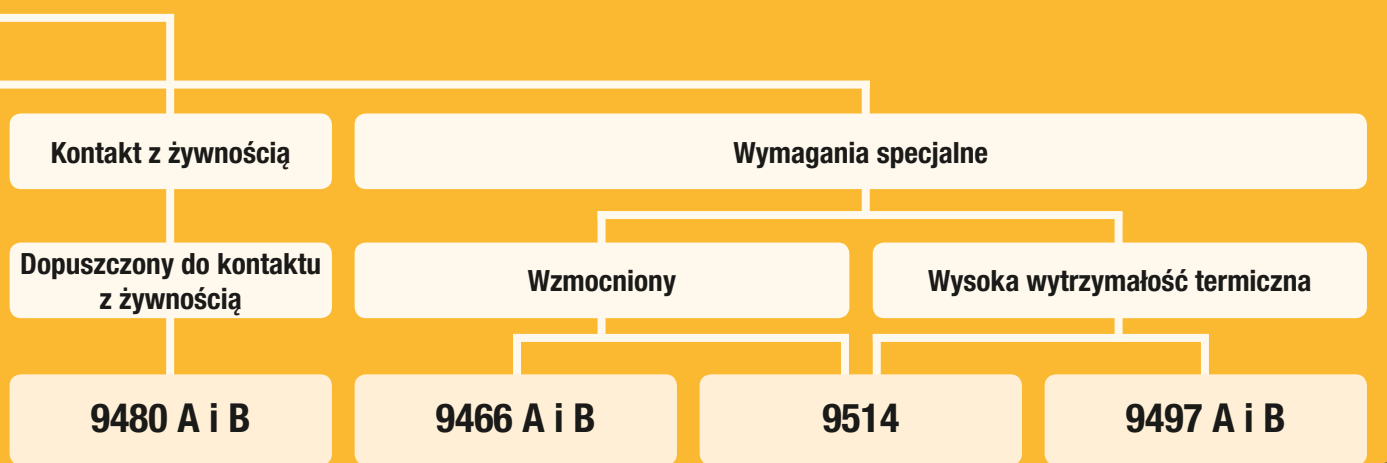 Kontakt z żywnością
Wymagania specjalne
Dopuszczony do kontaktu
z żywnością
Wzmocniony
Wysoka wytrzymałość termiczna
9480 A i B
9466 A i B
9514
9497 A i B